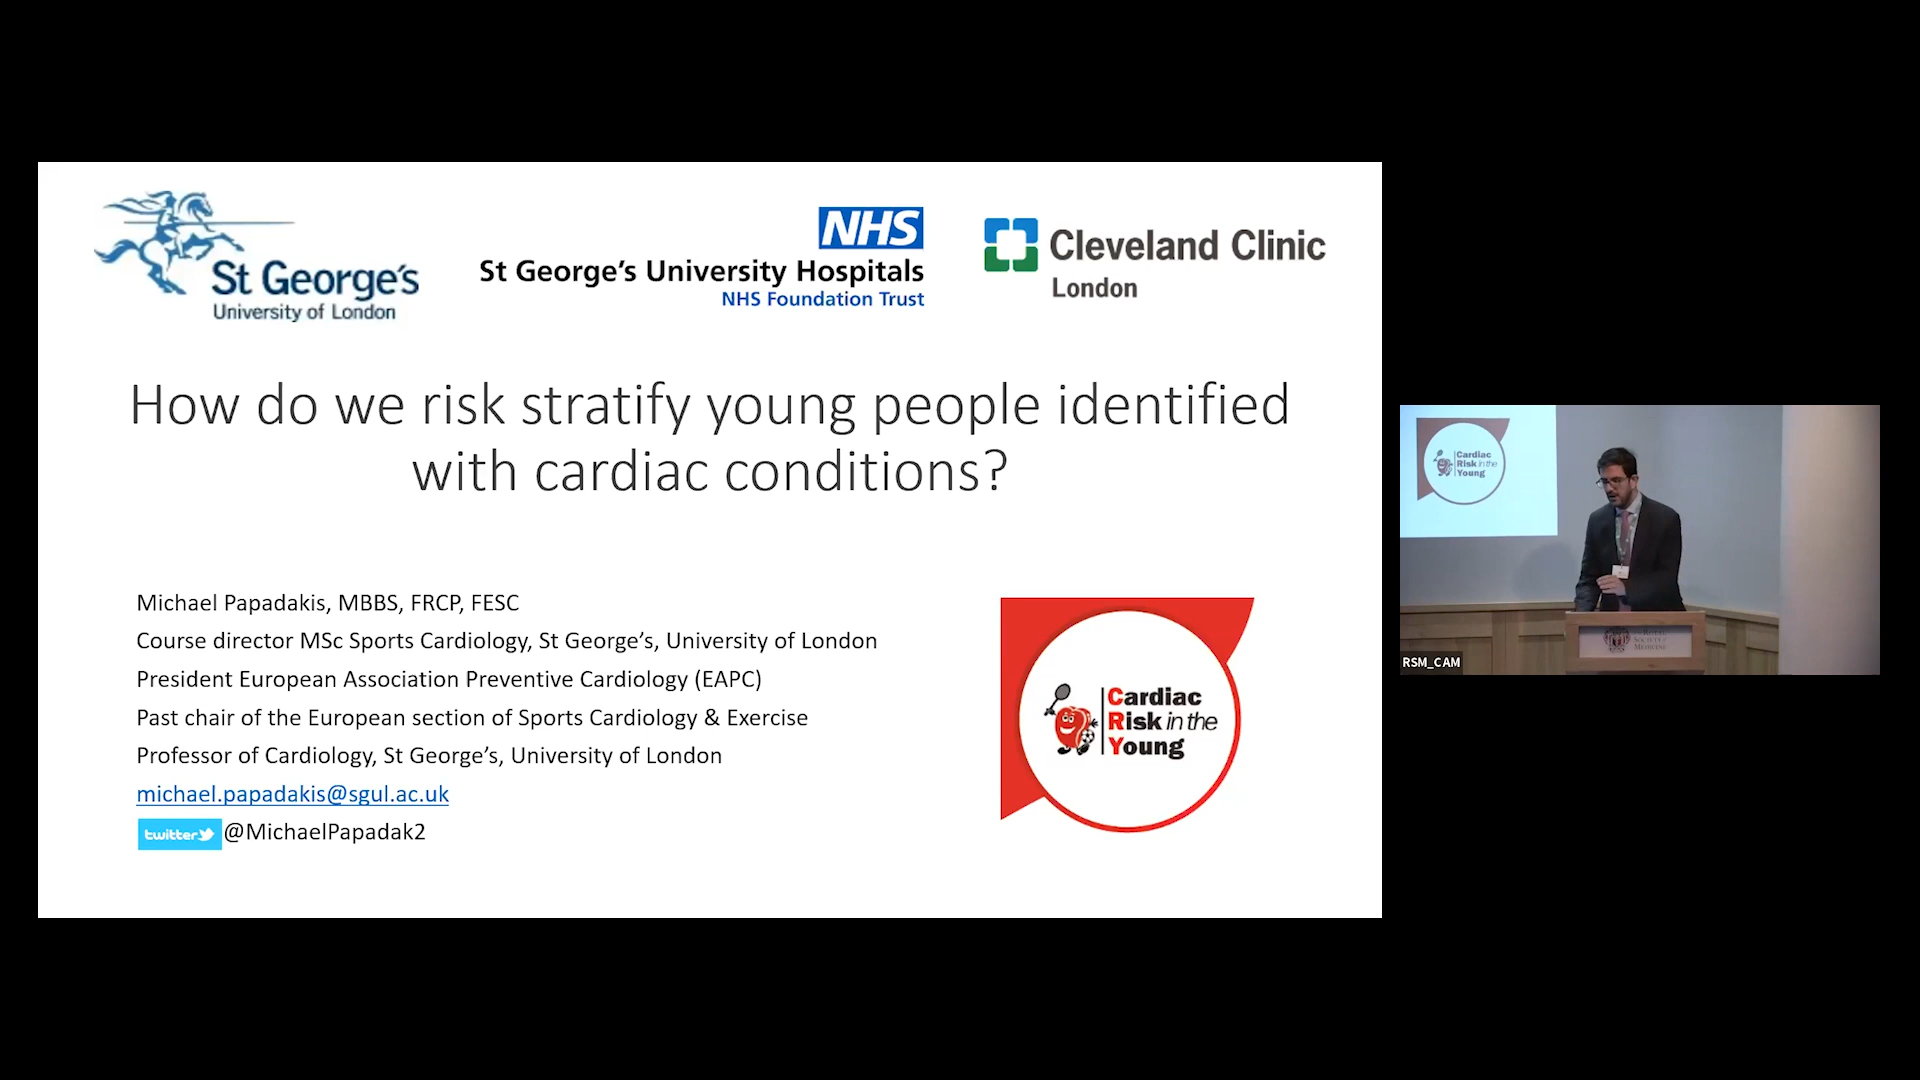 St George's
University of London
NHS
St George's University Hospitals
NHS Foundation Trust
Cleveland Clinic
London
How do we risk stratify young people identified
with cardiac conditions?
Michael Papadakis, MBBS, FRCP, FESC
Course director MSc Sports Cardiology, St George's, University of London
President European Association Preventive Cardiology (EAPC)
Past chair of the European section of Sports Cardiology & Exercise
Professor of Cardiology, St George's, University of London
michael.papadakis@sgul.ac.uk
twitter @MichaelPapadak2
Cardiac
Risk in the
Young
Cardiac
Risk in the
Young
Royal
Society of
Medicine
RSM_CAM